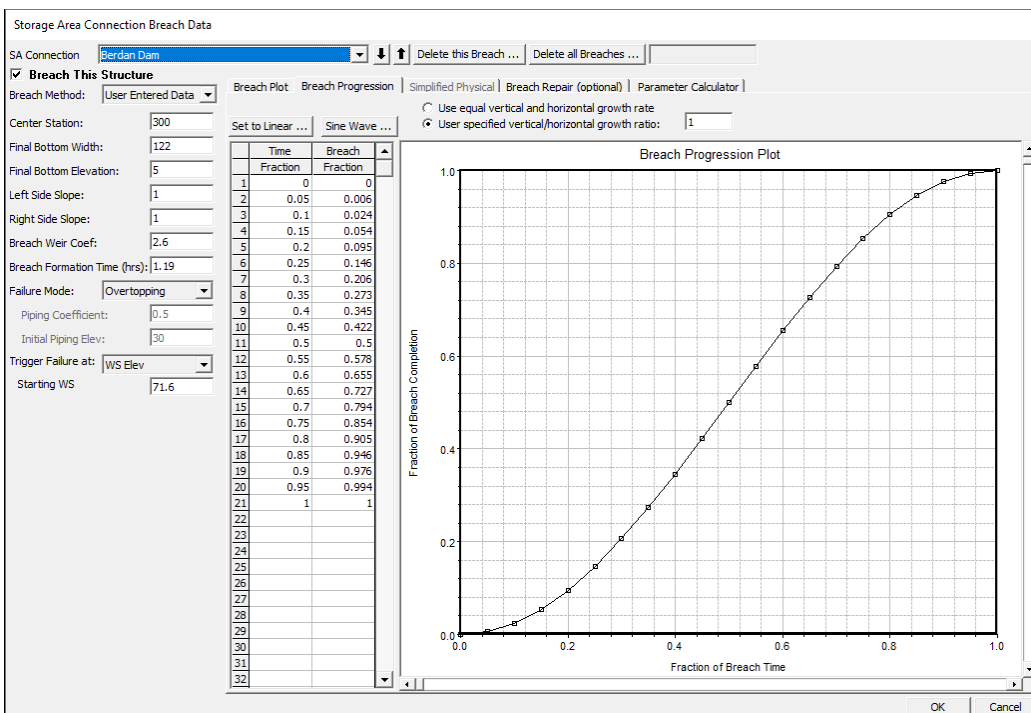 Storage Area Connection Breach Data
SA Connection Berdan Dam Delete this Breach ... Delete all Breaches ...
Breach This Structure
Breach Method: User Entered Data
Center Station: 300
Final Bottom Width: 122
Final Bottom Elevation: 5
Left Side Slope: 1
Right Side Slope: 1
Breach Weir Coef: 2.6
Breach Formation Time (hrs): 1.19
Failure Mode: Overtopping
Piping Coefficient: 0.5
Initial Piping Elev: 30
Trigger Failure at: WS Elev
Starting WS 71.6
Breach Plot Breach Progression Simplified Physical Breach Repair (optional) Parameter Calculator
Use equal vertical and horizontal growth rate
User specified vertical/horizontal growth ratio: 1
Set to Linear ... Sine Wave ...
Time Breach
Fraction Fraction
1 0 0
2 0.05 0.006
3 0.1 0.024
4 0.15 0.054
5 0.2 0.095
6 0.25 0.146
7 0.3 0.206
8 0.35 0.273
9 0.4 0.345
10 0.45 0.422
11 0.5 0.5
12 0.55 0.578
13 0.6 0.655
14 0.65 0.727
15 0.7 0.794
16 0.75 0.854
17 0.8 0.905
18 0.85 0.946
19 0.9 0.976
20 0.95 0.994
21 1 1
22
23
24
25
26
27
28
29
30
31
32
Breach Progression Plot
Fraction of Breach Completion
1.0
0.8
0.6
0.4
0.2
0.0
0.0 0.2 0.4 0.6 0.8 1.0
Fraction of Breach Time
OK Cancel